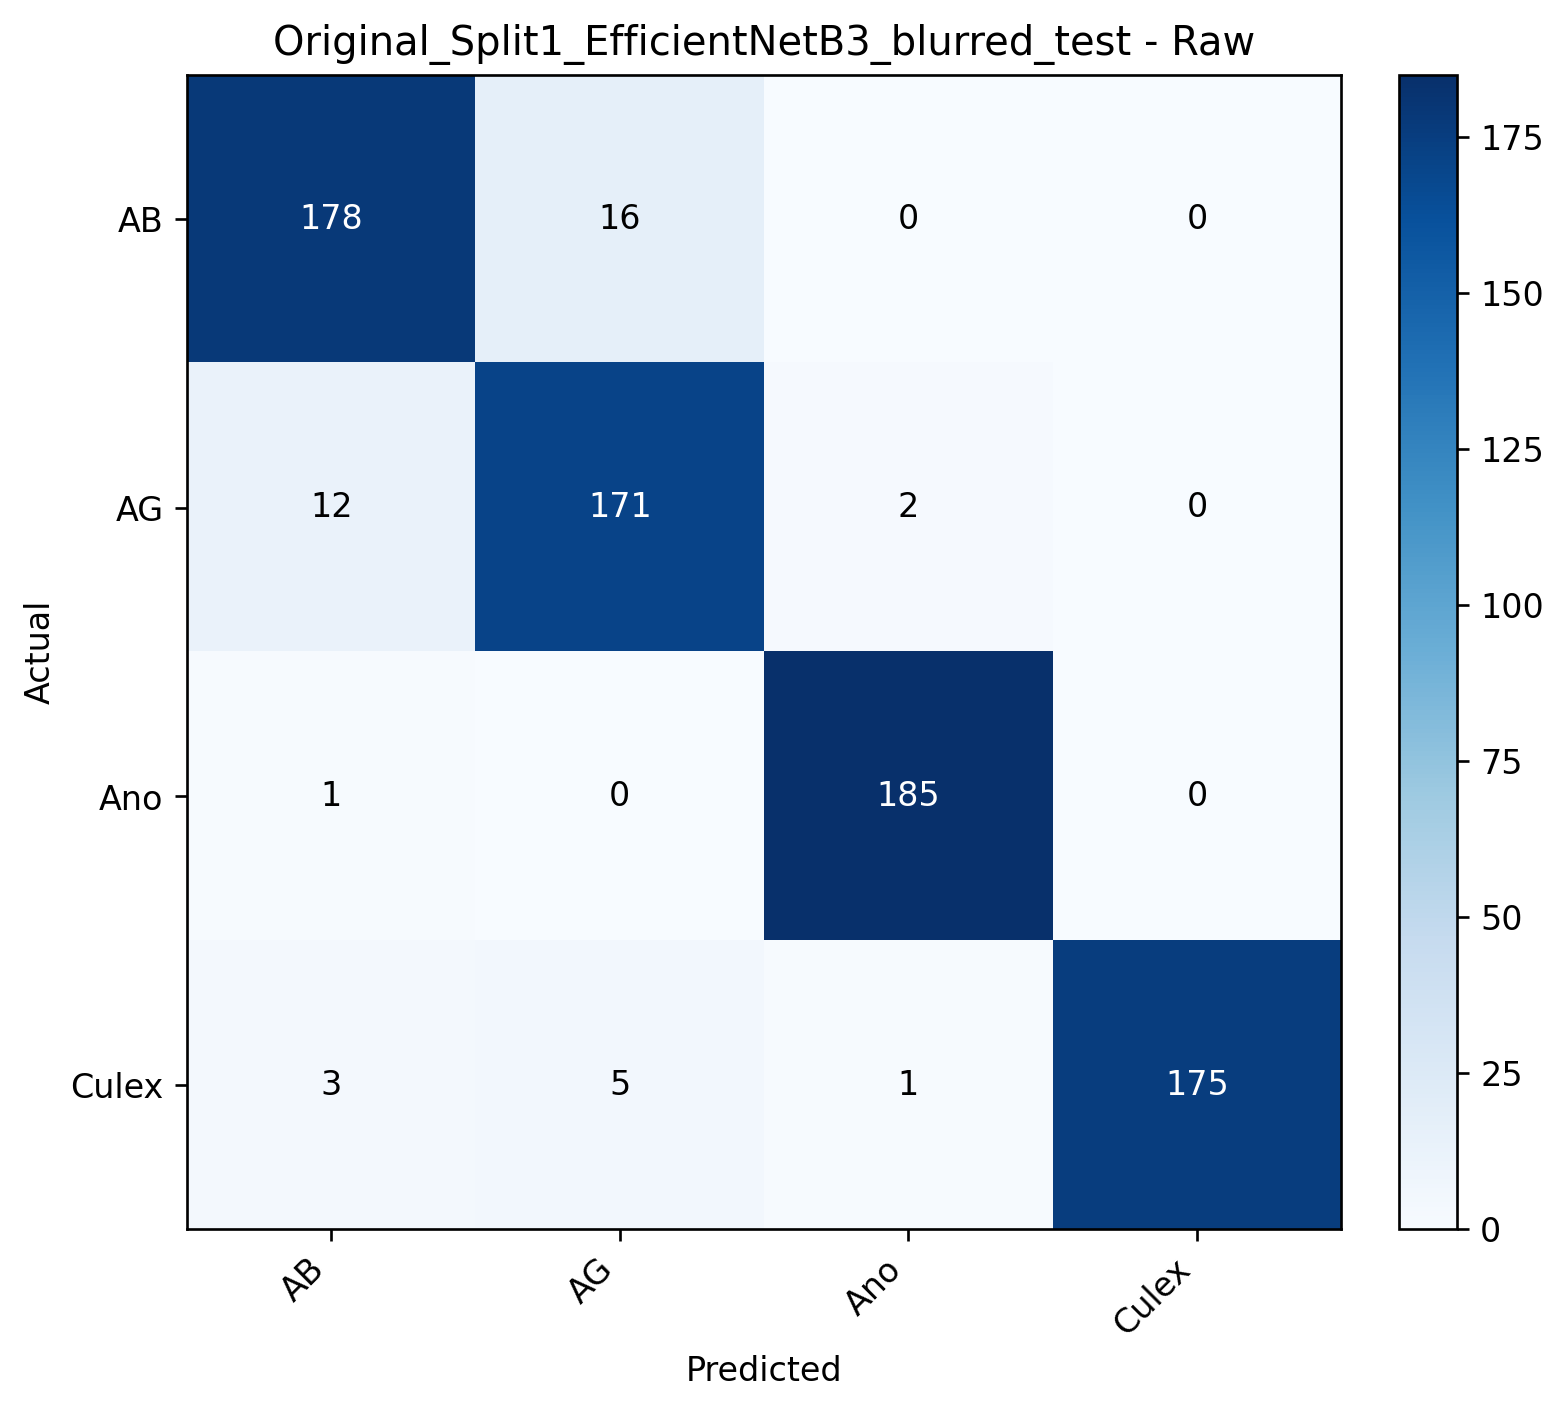 Original_Split1_EfficientNetB3_blurred_test - Raw
AB 178 16 0 0
AG 12 171 2 0
Ano 1 0 185 0
Culex 3 5 1 175
Actual
AB AG Ano Culex
Predicted
175
150
125
100
75
50
25
0